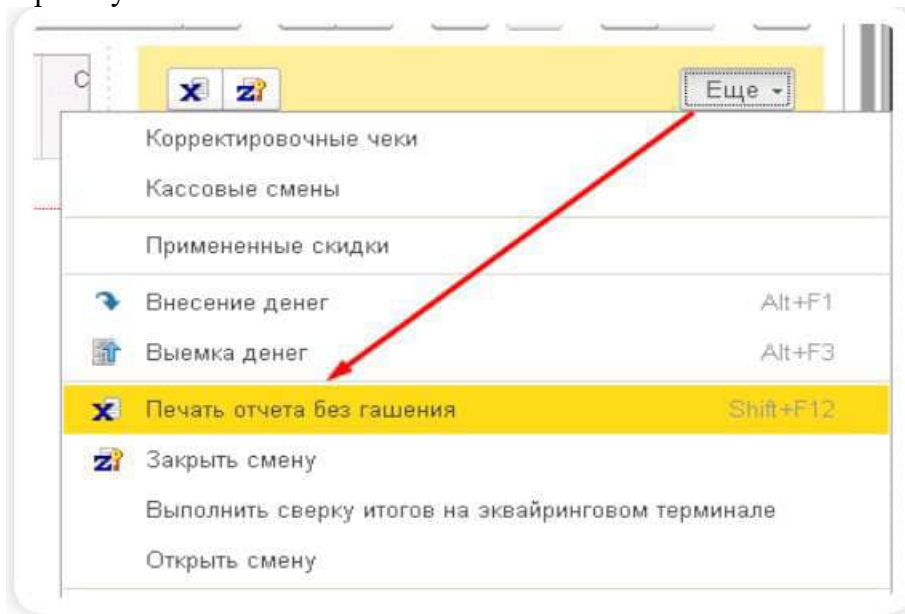 С
X Z
Еще
Корректировочные чеки
Кассовые смены
Примененные скидки
Внесение денег Alt+F1
Выемка денег Alt+F3
X Печать отчета без гашения Shift+F12
Z Закрыть смену
Выполнить сверку итогов на эквайринговом терминале
Открыть смену